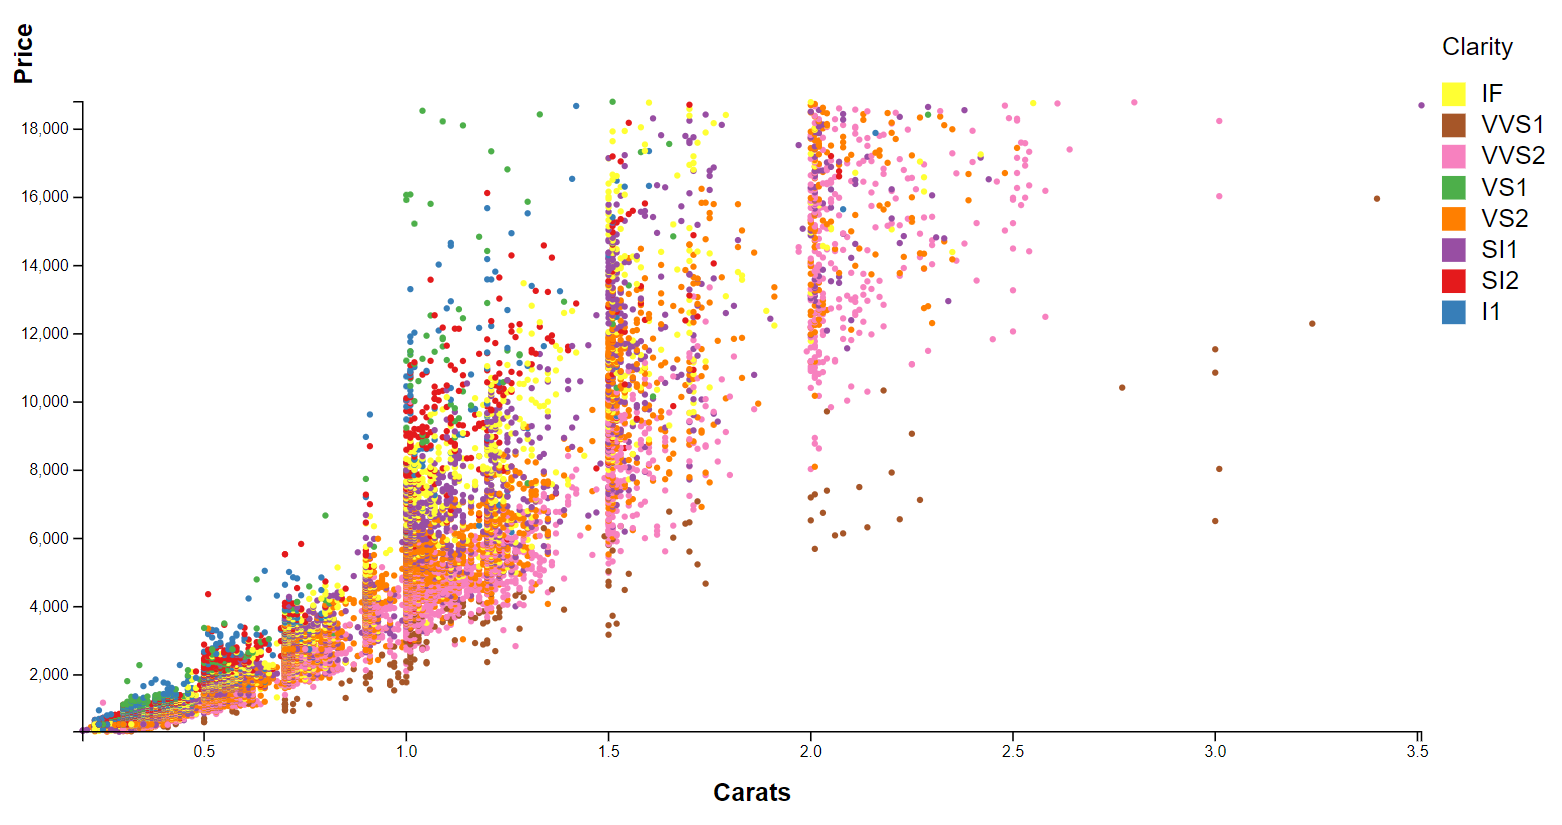 Price
18,000
16,000
14,000
12,000
10,000
8,000
6,000
4,000
2,000
0.5 1.0 1.5 2.0 2.5 3.0 3.5
Carats
Clarity
IF
VVS1
VVS2
VS1
VS2
SI1
SI2
I1